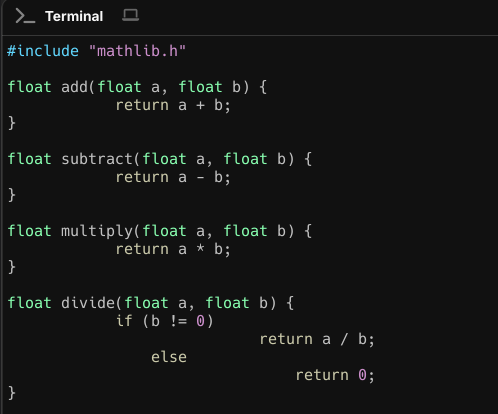 Terminal
#include "mathlib.h"
float add(float a, float b) {
            return a + b;
}
float subtract(float a, float b) {
            return a - b;
}
float multiply(float a, float b) {
            return a * b;
}
float divide(float a, float b) {
            if (b != 0)
                            return a / b;
                else
                                return 0;
}